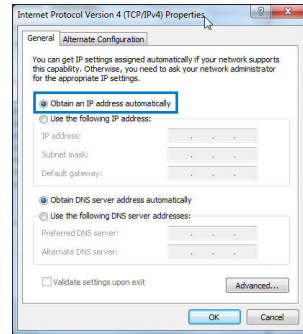 Internet Protocol Version 4 (TCP/IPv4) Properties
General
Alternate Configuration
You can get IP settings assigned automatically if your network supports
this capability. Otherwise, you need to ask your network administrator
for the appropriate IP settings.
Obtain an IP address automatically
Use the following IP address:
IP address:
Subnet mask:
Default gateway:
Obtain DNS server address automatically
Use the following DNS server addresses:
Preferred DNS server:
Alternate DNS server:
Validate settings upon exit
Advanced...
OK
Cancel